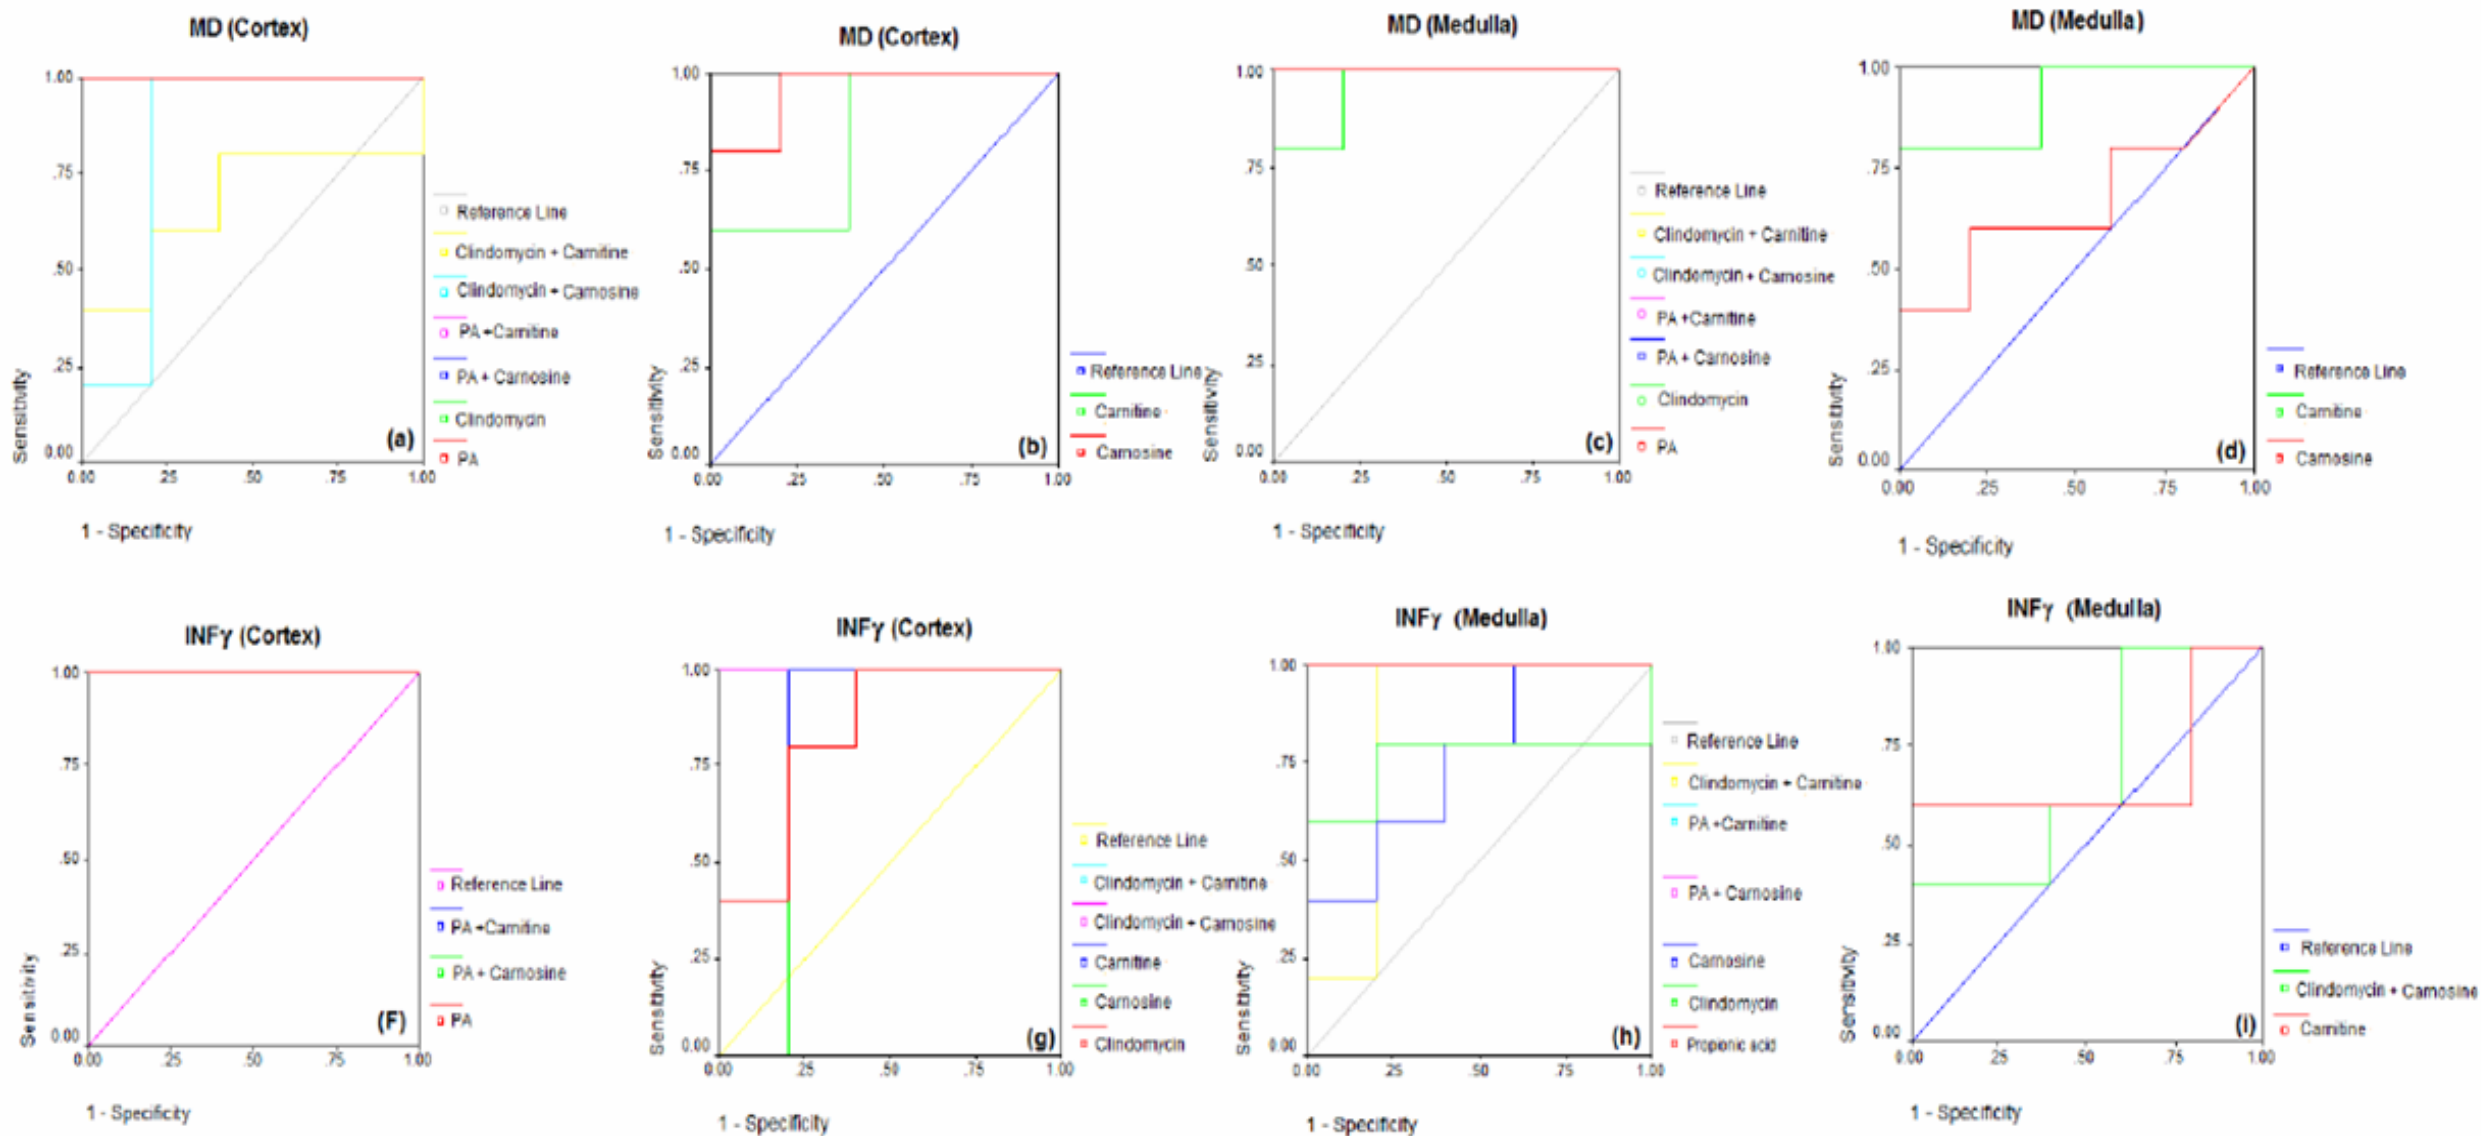 MD (Cortex)
1.00
.75
.50
.25
0.00
Sensitivity
0.00 .25 .50 .75 1.00
1 - Specificity
(a)
Reference Line
Clindomycin + Carnitine
Clindomycin + Carnosine
PA +Carnitine
PA + Carnosine
Clindomycin
PA
MD (Cortex)
1.00
.75
.50
.25
0.00
Sensitivity
0.00 .25 .50 .75 1.00
1 - Specificity
(b)
Reference Line
Carnitine
Carnosine
MD (Medulla)
1.00
.75
.50
.25
0.00
Sensitivity
0.00 .25 .50 .75 1.00
1 - Specificity
(c)
Reference Line
Clindomycin + Carnitine
Clindomycin + Carnosine
PA +Carnitine
PA + Carnosine
Clindomycin
PA
MD (Medulla)
1.00
.75
.50
.25
0.00
Sensitivity
0.00 .25 .50 .75 1.00
1 - Specificity
(d)
Reference Line
Carnitine
Carnosine
INFγ (Cortex)
1.00
.75
.50
.25
0.00
Sensitivity
0.00 .25 .50 .75 1.00
1 - Specificity
(F)
Reference Line
PA +Carnitine
PA + Carnosine
PA
INFγ (Cortex)
1.00
.75
.50
.25
0.00
Sensitivity
0.00 .25 .50 .75 1.00
1 - Specificity
(g)
Reference Line
Clindomycin + Carnitine
Clindomycin + Carnosine
Carnitine
Carnosine
Clindomycin
INFγ (Medulla)
1.00
.75
.50
.25
0.00
Sensitivity
0.00 .25 .50 .75 1.00
1 - Specificity
(h)
Reference Line
Clindomycin + Carnitine
PA +Carnitine
PA + Carnosine
Carnosine
Clindomycin
Propionic acid
INFγ (Medulla)
1.00
.75
.50
.25
0.00
Sensitivity
0.00 .25 .50 .75 1.00
1 - Specificity
(i)
Reference Line
Clindomycin + Carnosine
Carnitine